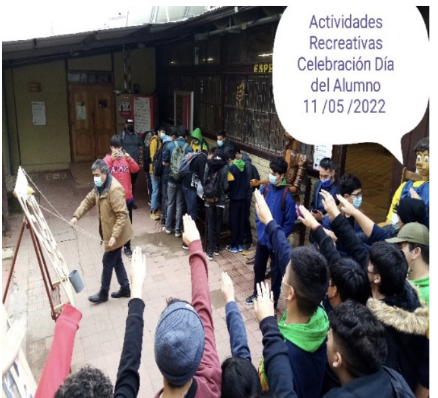 Actividades
Recreativas
Celebración Día
del Alumno
11 /05 /2022